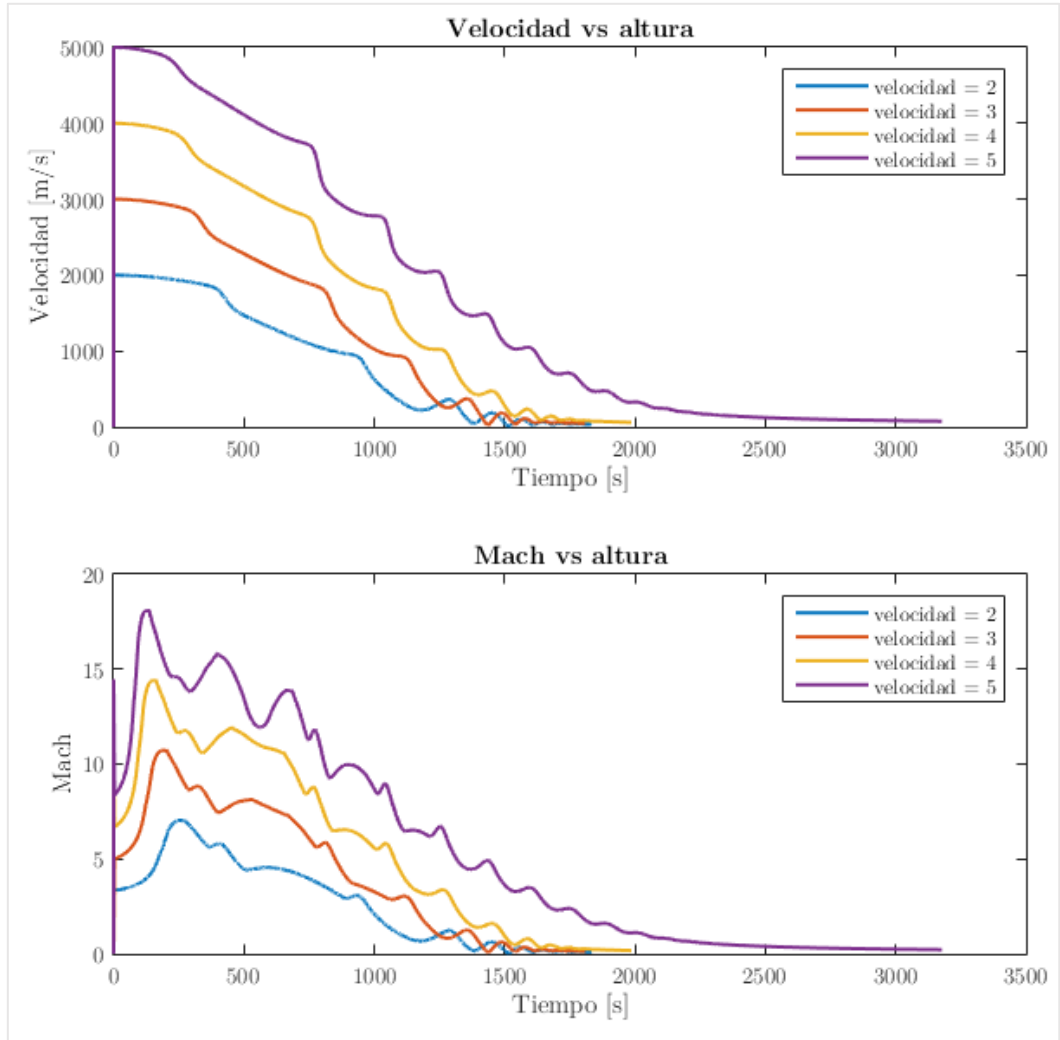 Velocidad vs altura
5000
4000
3000
2000
1000
0
Velocidad [m/s]
velocidad = 2
velocidad = 3
velocidad = 4
velocidad = 5
0 500 1000 1500 2000 2500 3000 3500
Tiempo [s]
Mach vs altura
20
15
10
5
0
Mach
velocidad = 2
velocidad = 3
velocidad = 4
velocidad = 5
0 500 1000 1500 2000 2500 3000 3500
Tiempo [s]